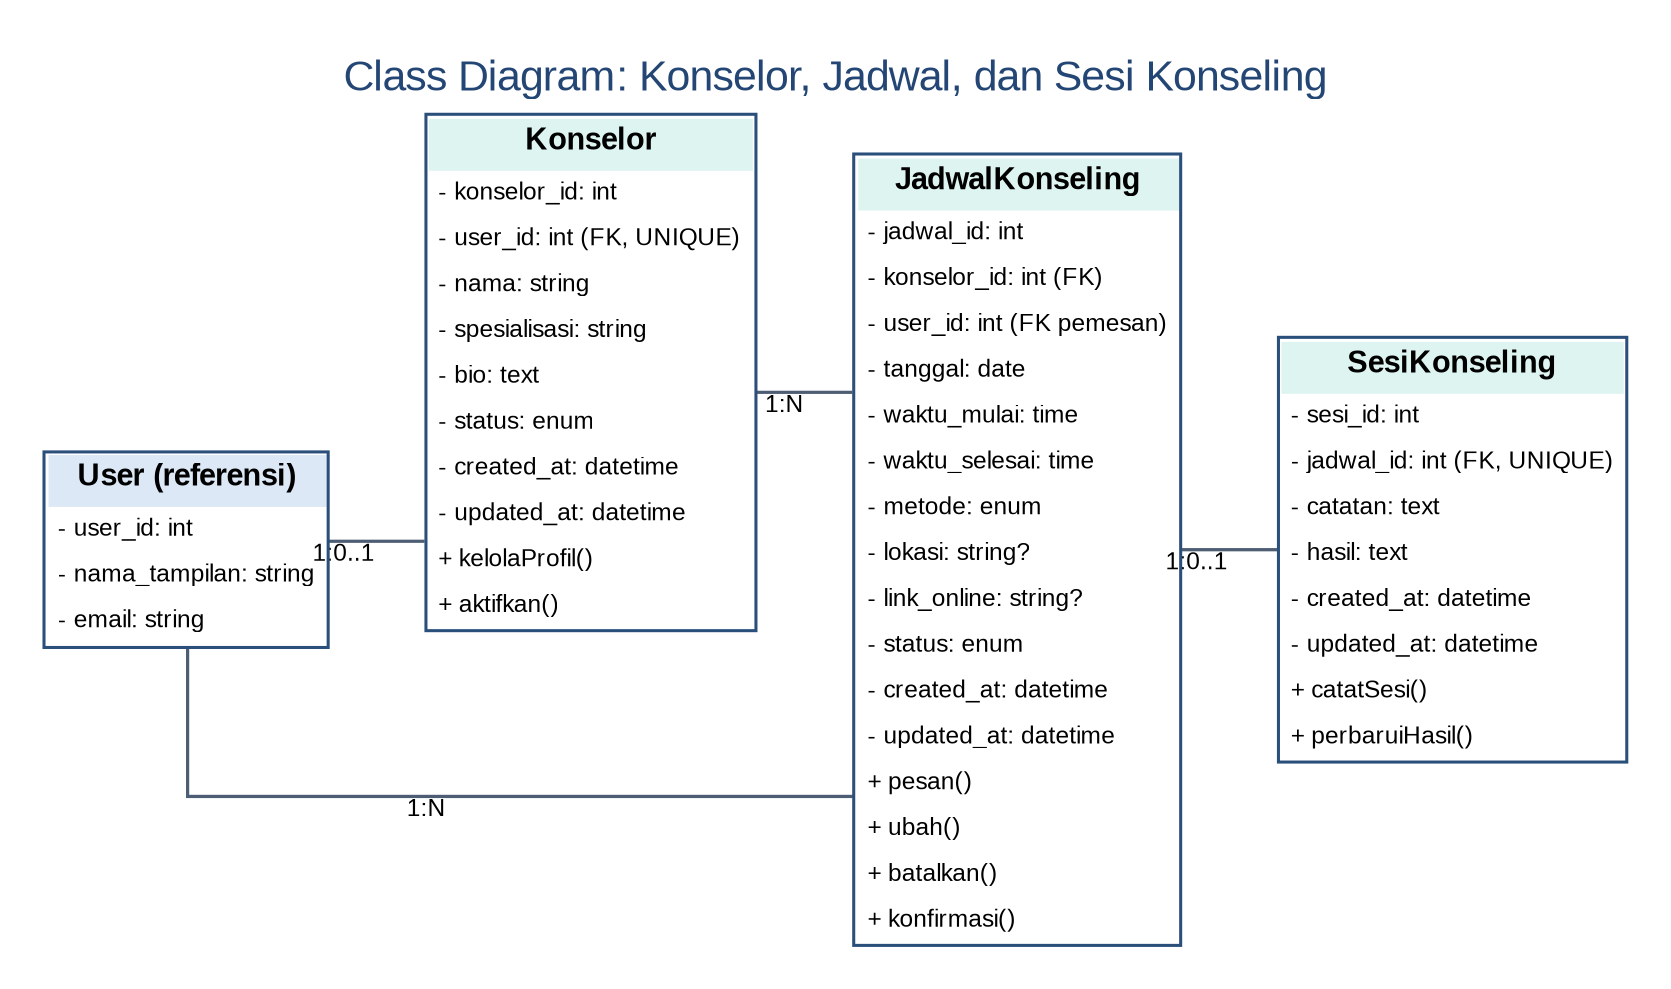 Class Diagram: Konselor, Jadwal, dan Sesi Konseling
User (referensi)
- user_id: int
- nama_tampilan: string
- email: string
1:0..1
1:N
Konselor
- konselor_id: int
- user_id: int (FK, UNIQUE)
- nama: string
- spesialisasi: string
- bio: text
- status: enum
- created_at: datetime
- updated_at: datetime
+ kelolaProfil()
+ aktifkan()
1:N
JadwalKonseling
- jadwal_id: int
- konselor_id: int (FK)
- user_id: int (FK pemesan)
- tanggal: date
- waktu_mulai: time
- waktu_selesai: time
- metode: enum
- lokasi: string?
- link_online: string?
- status: enum
- created_at: datetime
- updated_at: datetime
+ pesan()
+ ubah()
+ batalkan()
+ konfirmasi()
1:0..1
SesiKonseling
- sesi_id: int
- jadwal_id: int (FK, UNIQUE)
- catatan: text
- hasil: text
- created_at: datetime
- updated_at: datetime
+ catatSesi()
+ perbaruiHasil()